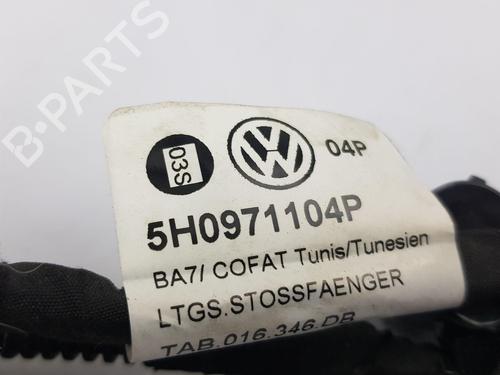 B-PARTS
03S
04P
5H0971104P
BA7/ COFAT Tunis/Tunesien
LTGS.STOSSFAENGER
TAB.016.346.DB